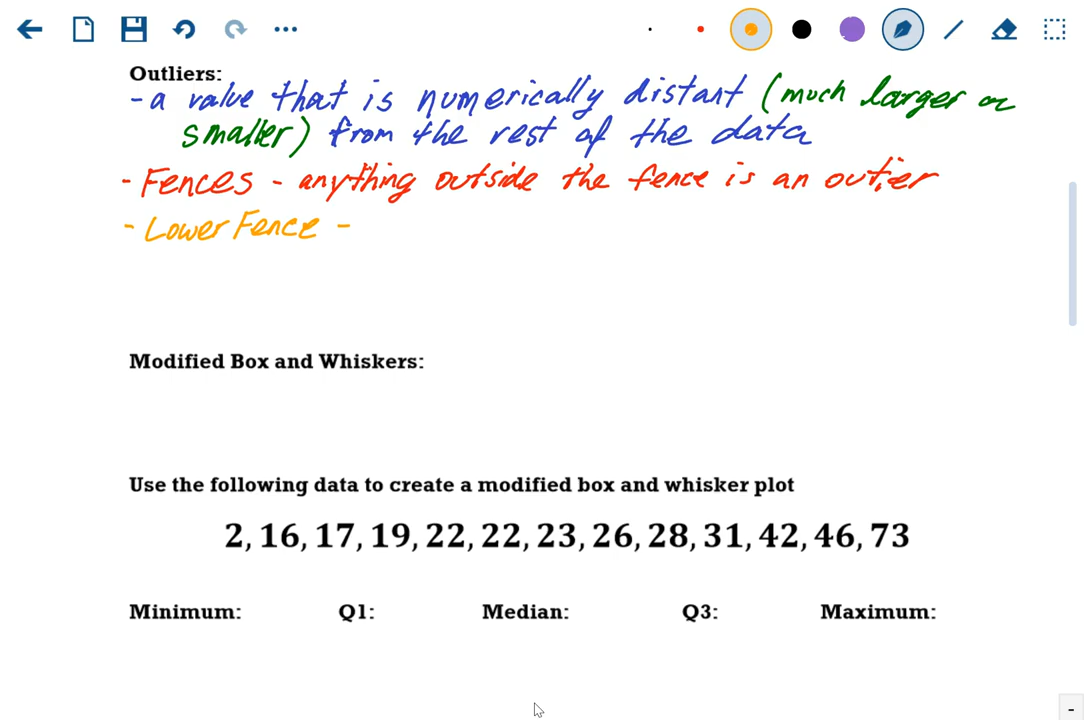 Outliers:
- a value that is numerically distant (much larger or
smaller) from the rest of the data
- Fences - anything outside the fence is an outier
- Lower Fence -
Modified Box and Whiskers:
Use the following data to create a modified box and whisker plot
2, 16, 17, 19, 22, 22, 23, 26, 28, 31, 42, 46, 73
Minimum: Q1: Median: Q3: Maximum: